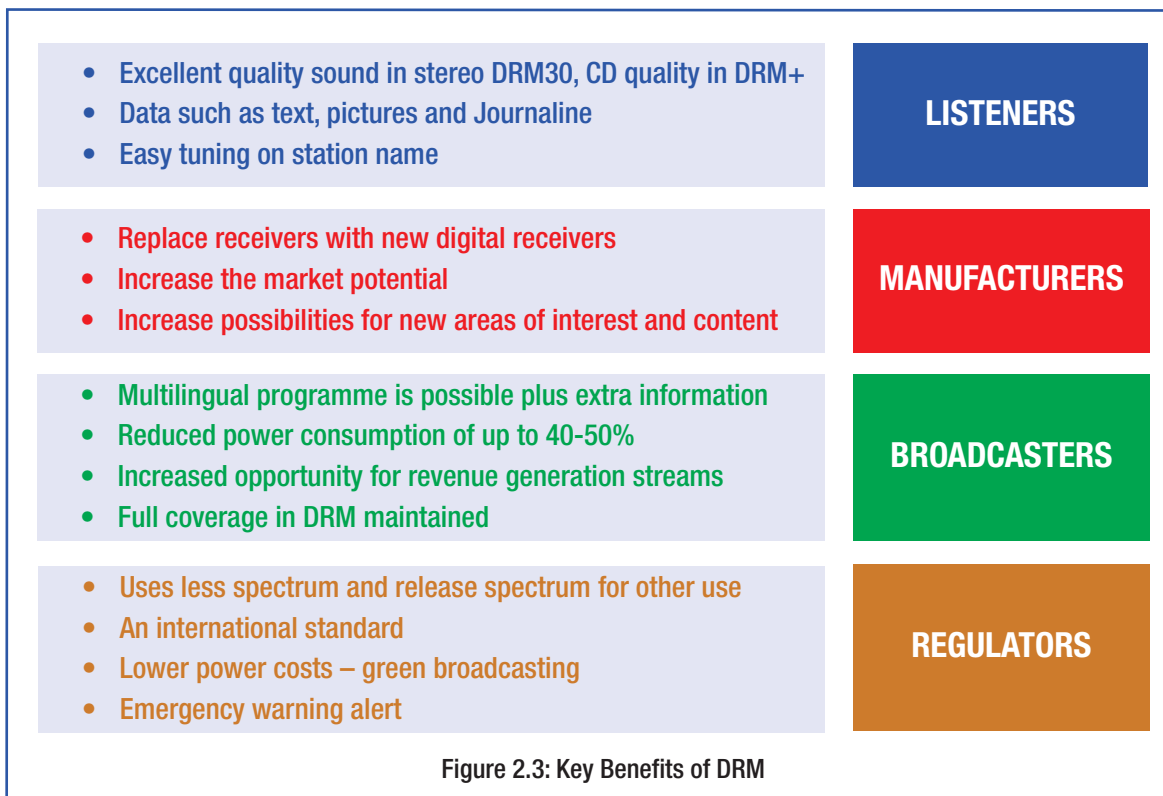 • Excellent quality sound in stereo DRM30, CD quality in DRM+
• Data such as text, pictures and Journaline
• Easy tuning on station name
LISTENERS
• Replace receivers with new digital receivers
• Increase the market potential
• Increase possibilities for new areas of interest and content
MANUFACTURERS
• Multilingual programme is possible plus extra information
• Reduced power consumption of up to 40-50%
• Increased opportunity for revenue generation streams
• Full coverage in DRM maintained
BROADCASTERS
• Uses less spectrum and release spectrum for other use
• An international standard
• Lower power costs – green broadcasting
• Emergency warning alert
REGULATORS
Figure 2.3: Key Benefits of DRM